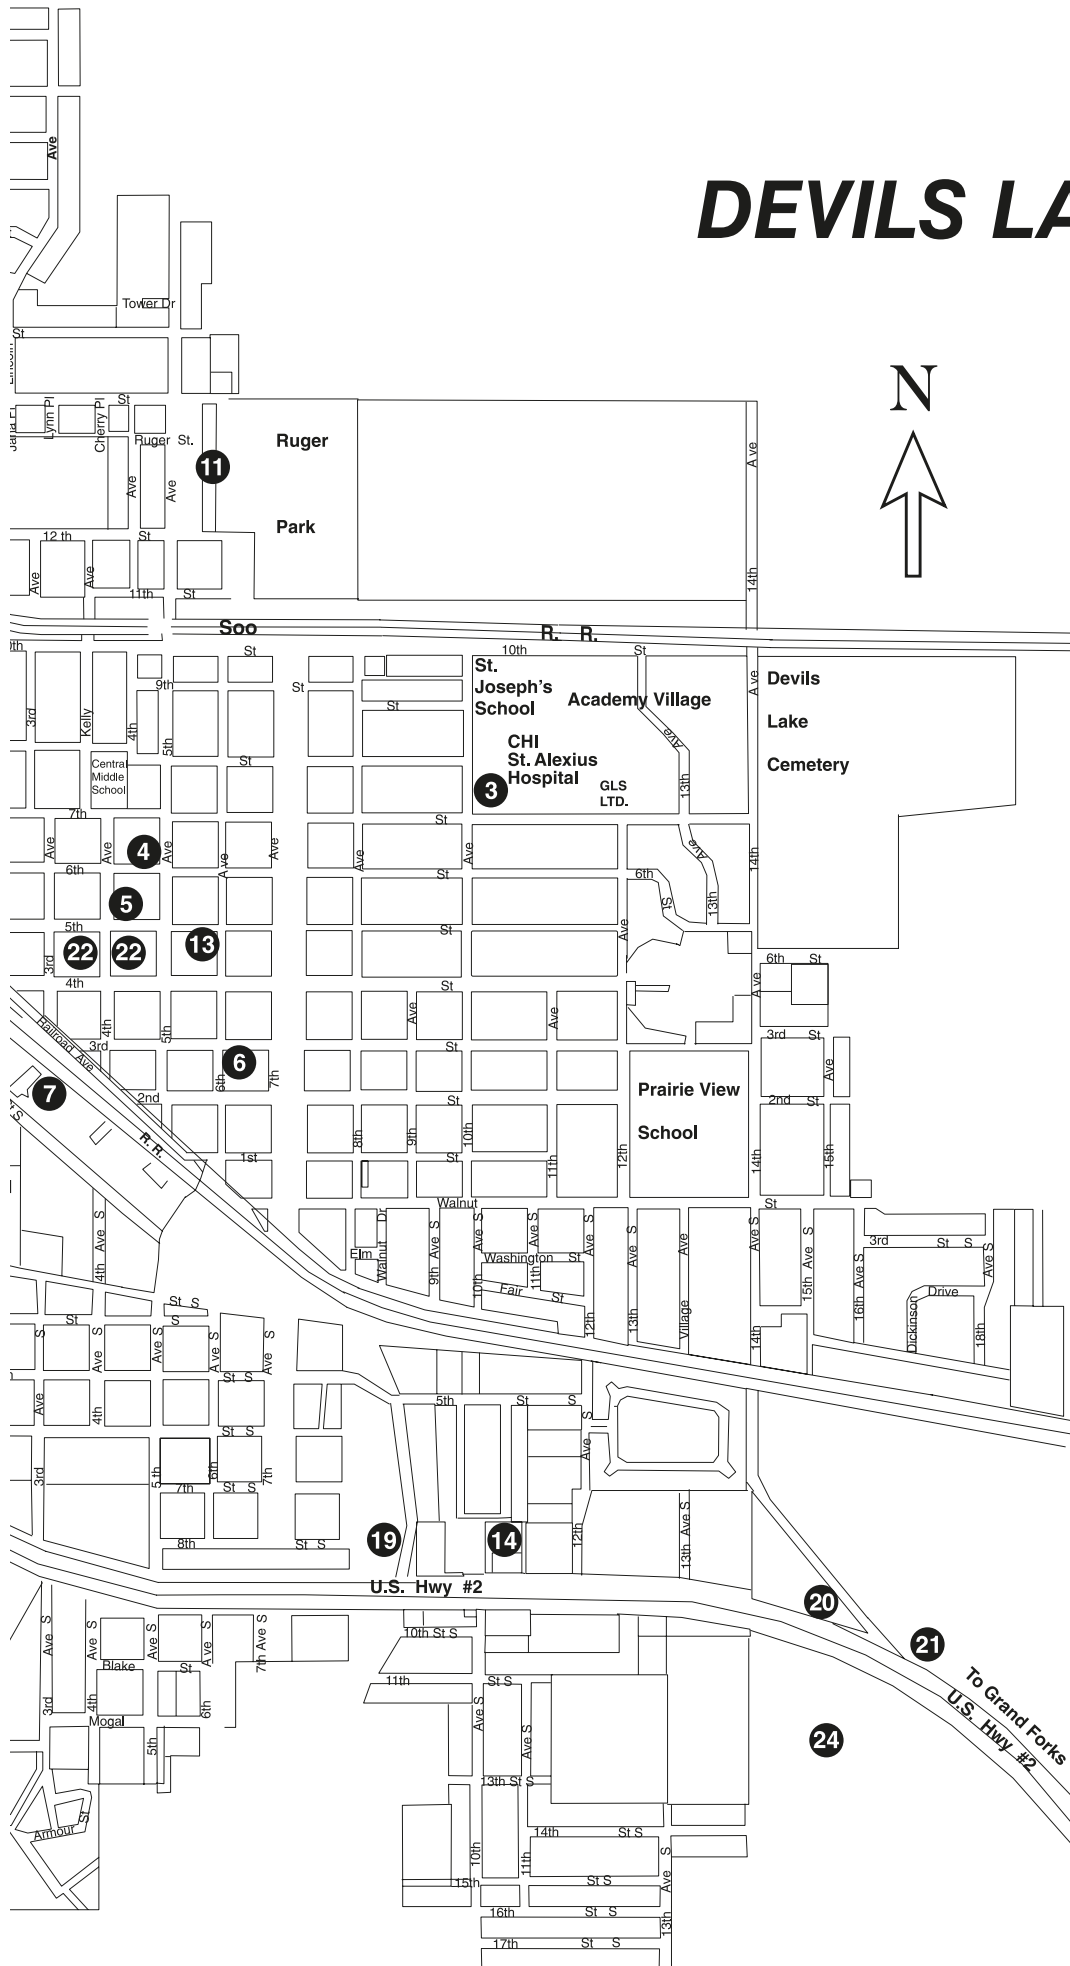 Ave
DEVILS LA
Tower Dr
St
Lynn Pl
Cherry Pl
St
N
Ruger St.
Ruger
Park
11
Ave
Ave
Ave
12 th St
Ave
Ave
11th St
14th
Soo R. R.
St
10th St
St.
Joseph's
School
Academy Village
Ave
Devils
Lake
Cemetery
9th
St
St
3rd
Kelly
4th
5th
Ave
13th
CHI
St. Alexius
Hospital
3
GLS
LTD.
Central
Middle
School
St
7th
St
Ave
Ave
4
Ave
Ave
Ave
Ave
Ave
Ave
14th
6th
St
6th
St
13th
5
5th
St
Ave
22
22
13
3rd
4th
St
Ave
6th St
Railroad Ave
4th
5th
Ave
Ave
3rd
St
3rd St
6
6th
7th
Prairie View
School
Ave
7
2nd
St
2nd St
R. R.
8th
9th
10th
11th
12th
14th
15th
1st
St
Walnut
St
4th Ave S
Elm
Walnut Dr
9th Ave S
10th Ave S
11th Ave S
Washington St
Fair St
12th
13th Ave S
Village Ave
14th Ave S
15th Ave S
16th Ave S
3rd St S
Dickinson
Drive
18th Ave S
St S
St S
Ave S
Ave S
Ave S
Ave S
St S
Ave
4th
5th St S
Ave S
St S
3rd
5 th
6th
7th
7th St S
12th
13th Ave S
8th St S
19
14
U.S. Hwy #2
20
21
To Grand Forks
U.S. Hwy #2
24
3rd Ave S
4th Ave S
Ave S
Ave S
7th Ave S
10th St S
Blake St
11th St S
5th
6th
Mogal
Ave S
Ave S
13th St S
Armour St
14th St S
10th
11th
15th St S
13th Ave S
16th St S
17th St S